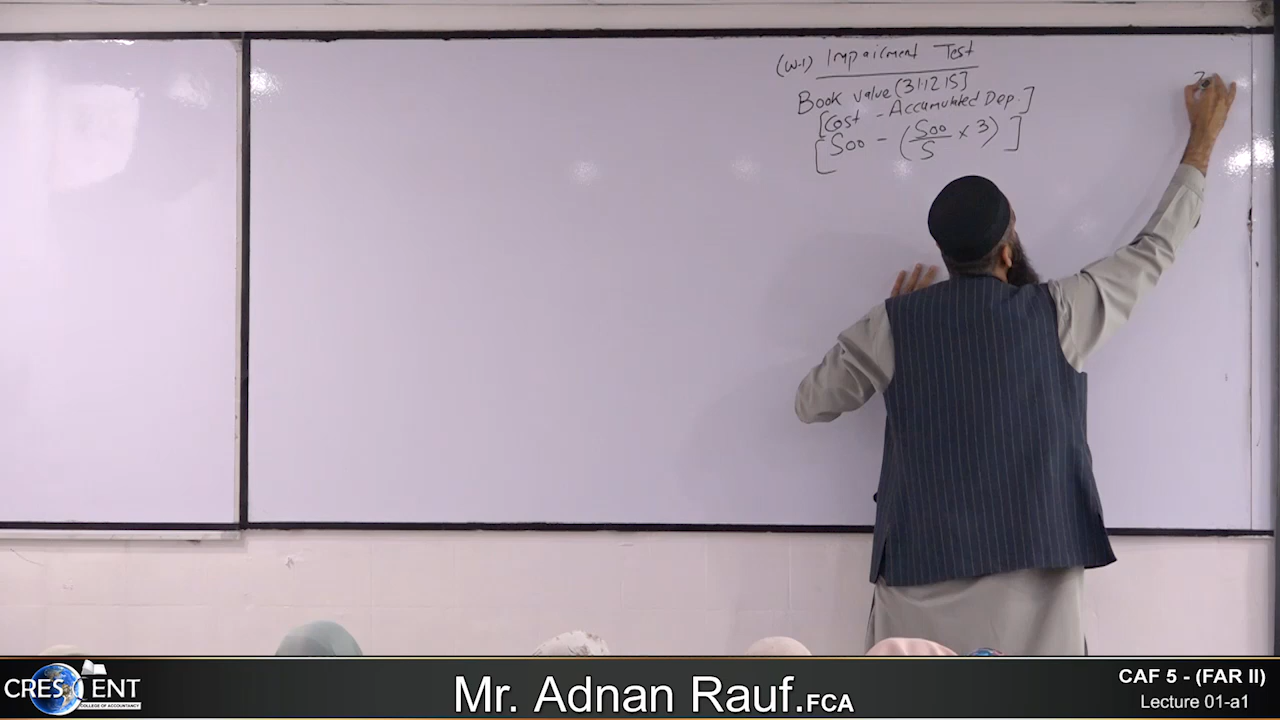 (W-1) Impairment Test
Book value (31.12.15]
[Cost - Accumulated Dep.]
[500 - (500/5 × 3) ]
CRESCENT
COLLEGE OF ACCOUNTANCY
Mr. Adnan Rauf.FCA
CAF 5 - (FAR II)
Lecture 01-a1